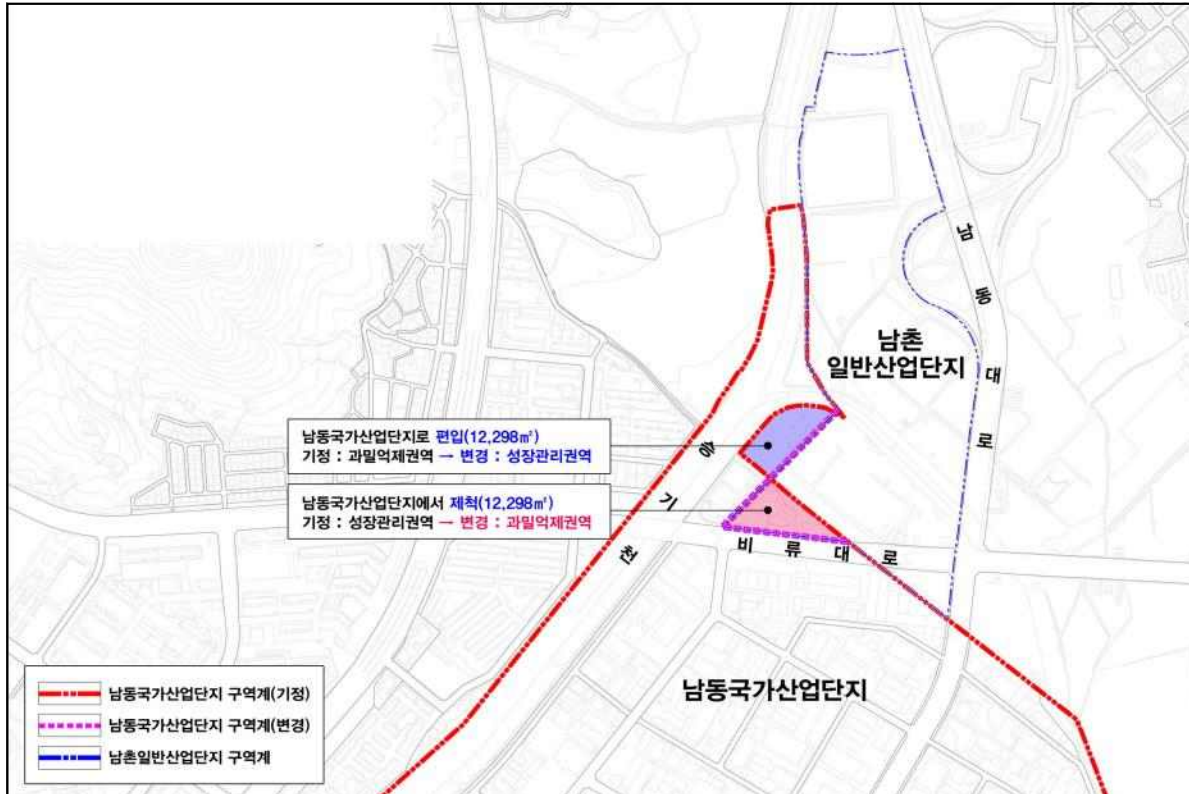 남
동
대
로
남촌
일반산업단지
남동국가산업단지로 편입(12,298㎡)
기정 : 과밀억제권역 → 변경 : 성장관리권역
남동국가산업단지에서 제척(12,298㎡)
기정 : 성장관리권역 → 변경 : 과밀억제권역
승
기
천
비 류 대 로
남동국가산업단지
남동국가산업단지 구역계(기정)
남동국가산업단지 구역계(변경)
남촌일반산업단지 구역계